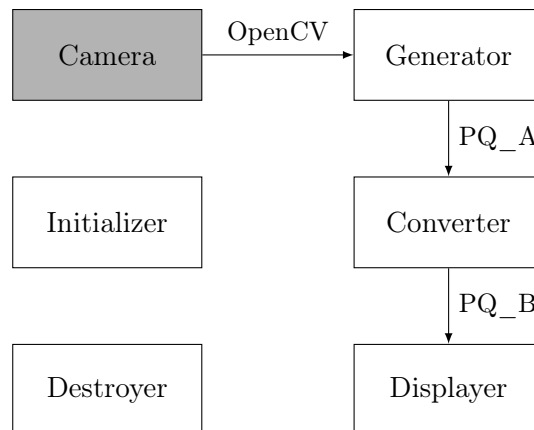 Camera
OpenCV
Generator
PQ_A
Initializer
Converter
PQ_B
Destroyer
Displayer